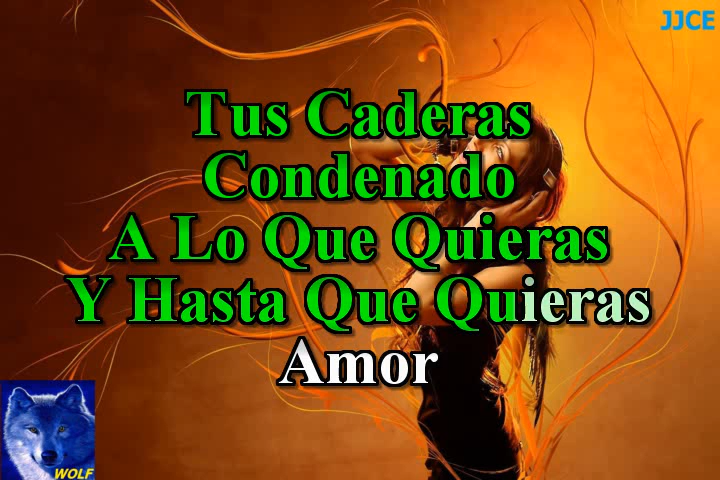 JJCE
Tus Caderas
Condenado
A Lo Que Quieras
Y Hasta Que Quieras
Amor
WOLF